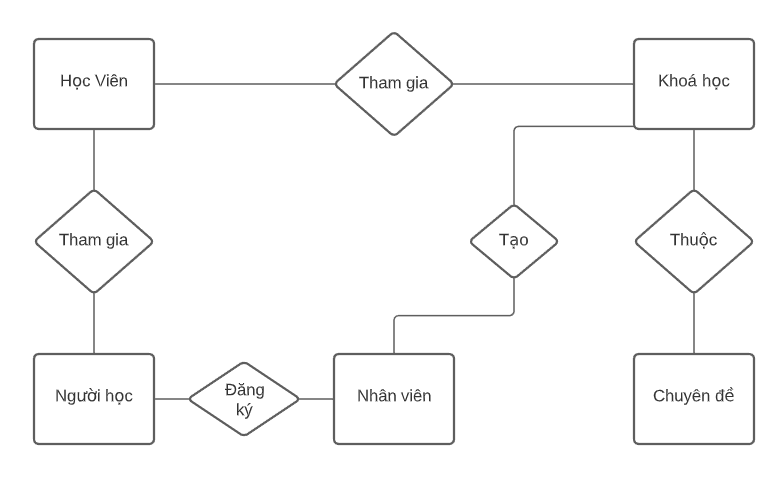 Học Viên
Tham gia
Khoá học
Tham gia
Tạo
Thuộc
Người học
Đăng
ký
Nhân viên
Chuyên đề